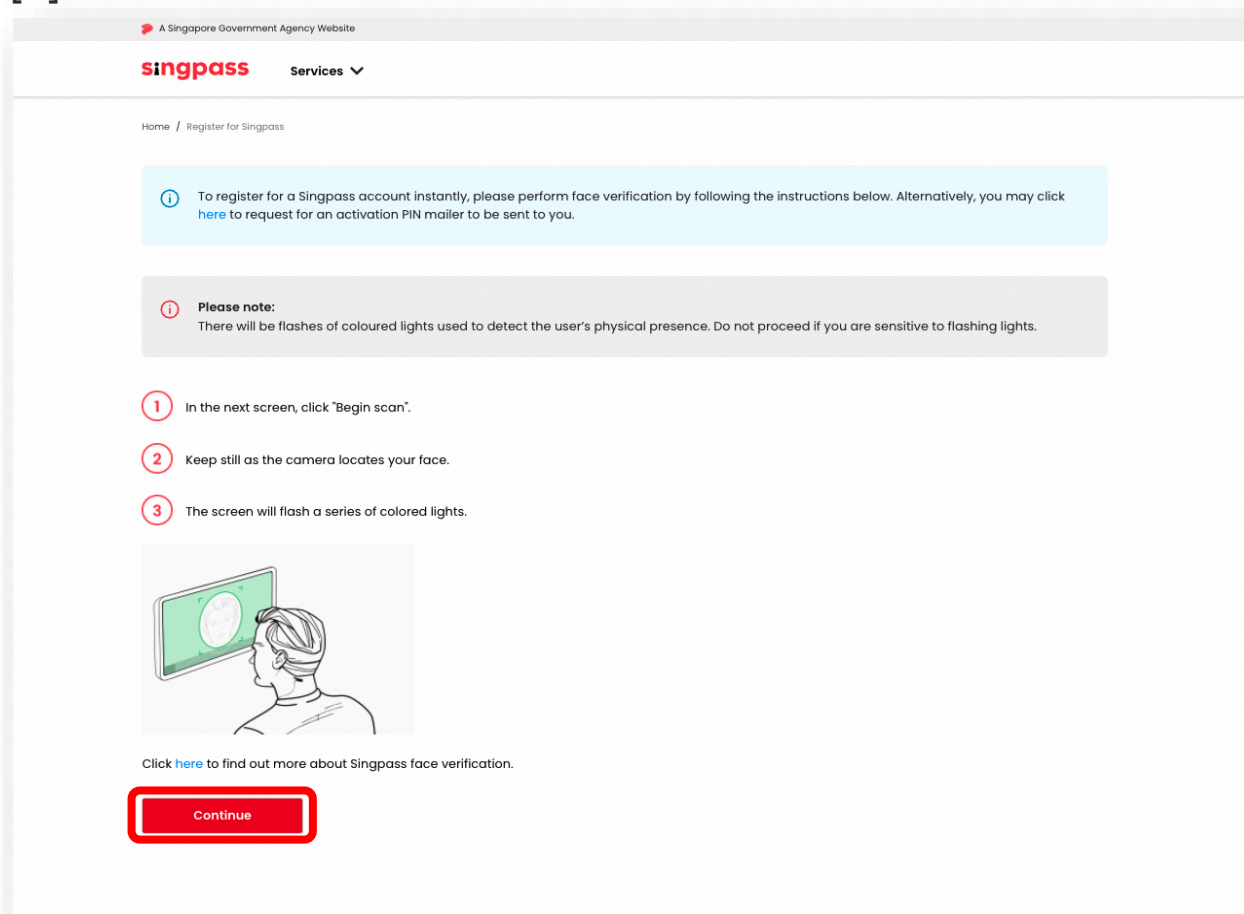 A Singapore Government Agency Website
singpass
Services
Home / Register for Singpass
To register for a Singpass account instantly, please perform face verification by following the instructions below. Alternatively, you may click
here to request for an activation PIN mailer to be sent to you.
Please note:
There will be flashes of coloured lights used to detect the user's physical presence. Do not proceed if you are sensitive to flashing lights.
1 In the next screen, click "Begin scan".
2 Keep still as the camera locates your face.
3 The screen will flash a series of colored lights.
Click here to find out more about Singpass face verification.
Continue